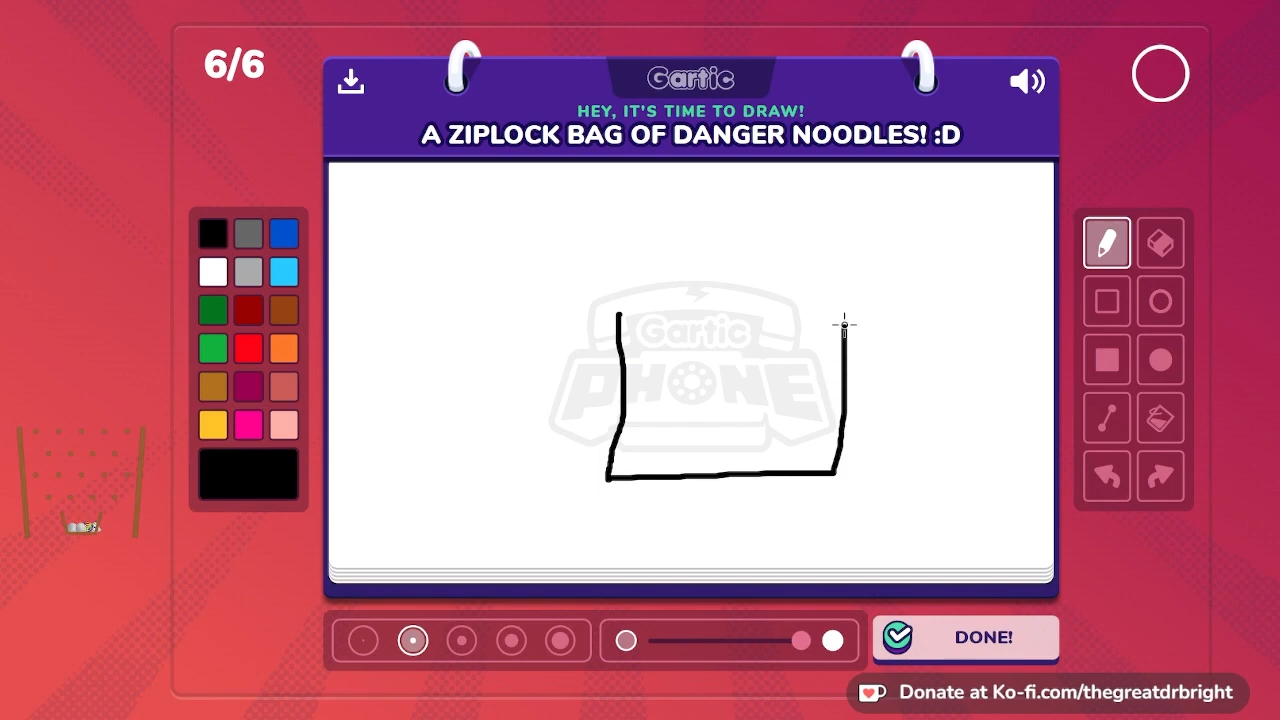 6/6
Gartic
HEY, IT'S TIME TO DRAW!
A ZIPLOCK BAG OF DANGER NOODLES! :D
Gartic
PHONE
DONE!
Donate at Ko-fi.com/thegreatdrbright